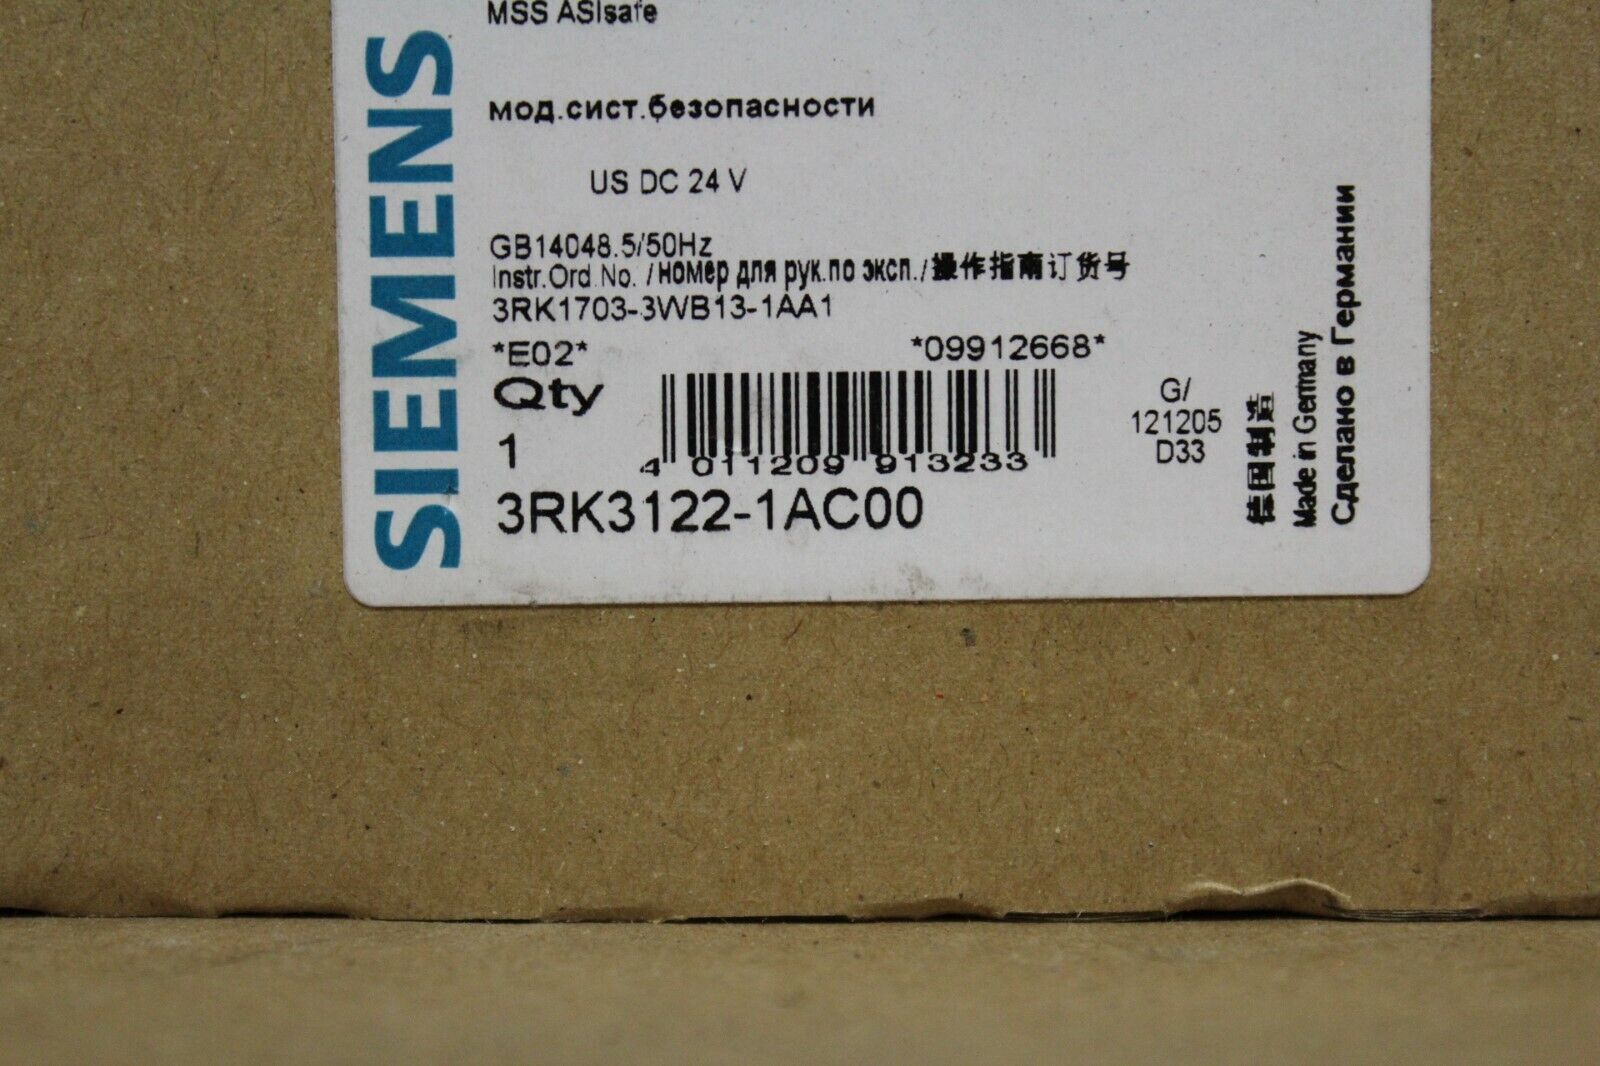 MSS ASIsafe
SIEMENS
мод.сист.безопасности
US DC 24 V
GB14048.5/50Hz
Instr.Ord.No./номер для рук.по эксп./操作指南订货号
3RK1703-3WB13-1AA1
*E02* *09912668*
Qty
1
4 011209 913233
3RK3122-1AC00
G/
121205
D33
德国制造
Made in Germany
Сделано в Германии